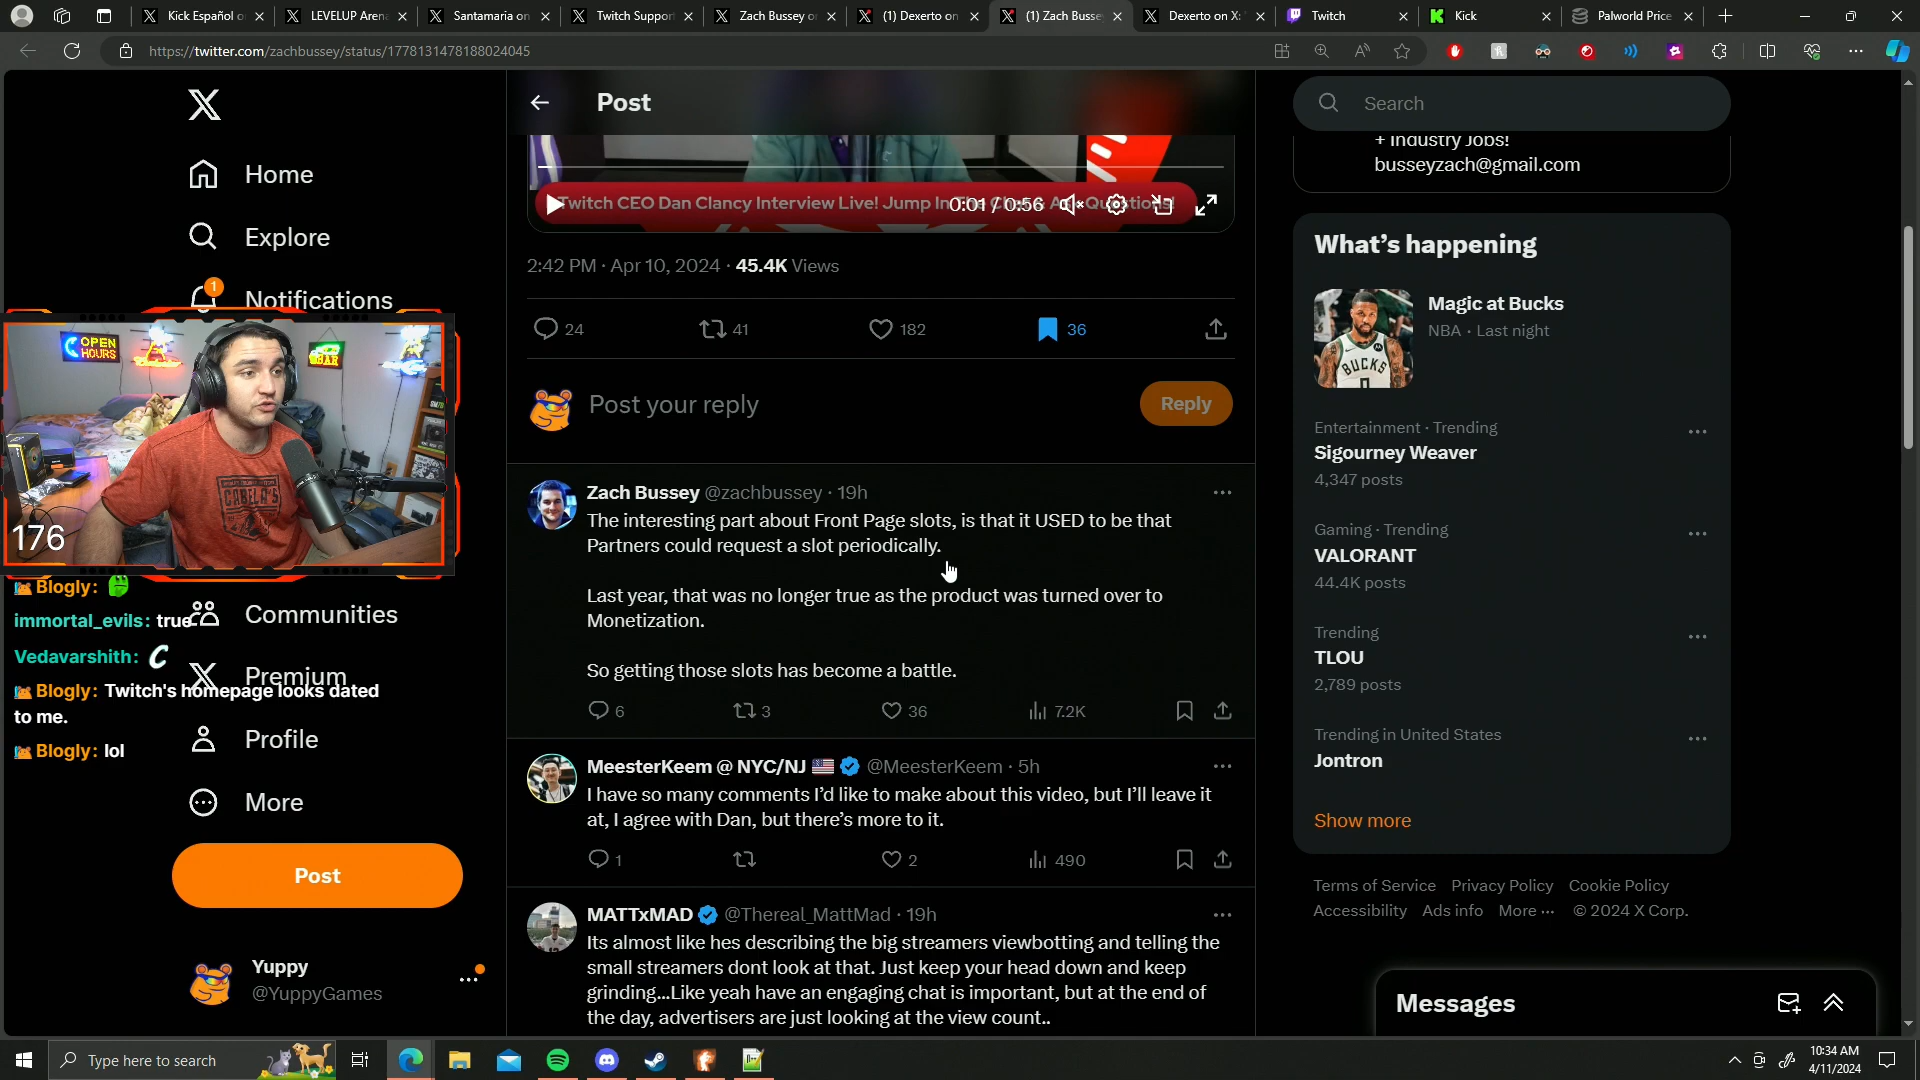 Kick Español o
LEVELUP Aren
Santamaria on
Twitch Suppor
Zach Bussey o
(1) Dexerto on
(1) Zach Busse
Dexerto on X:
Twitch
Kick
Palworld Price
https://twitter.com/zachbussey/status/1778131478188024045
Home
Explore
1
Notifications
OPEN
HOURS
BAR
CABELA'S
176
Blogly:
immortal_evils: true
Communities
Vedavarshith:
Premium
Blogly: Twitch's homepage looks dated
to me.
Profile
Blogly: lol
More
Post
Yuppy
@YuppyGames
Post
Twitch CEO Dan Clancy Interview Live! Jump In
0:01 / 0:56
2:42 PM · Apr 10, 2024 · 45.4K Views
24
41
182
36
Post your reply
Reply
Zach Bussey @zachbussey · 19h
The interesting part about Front Page slots, is that it USED to be that
Partners could request a slot periodically.
Last year, that was no longer true as the product was turned over to
Monetization.
So getting those slots has become a battle.
6
3
36
7.2K
MeesterKeem @ NYC/NJ @MeesterKeem · 5h
I have so many comments I'd like to make about this video, but I'll leave it
at, I agree with Dan, but there's more to it.
1
2
490
MATTxMAD @Thereal_MattMad · 19h
Its almost like hes describing the big streamers viewbotting and telling the
small streamers dont look at that. Just keep your head down and keep
grinding...Like yeah have an engaging chat is important, but at the end of
the day, advertisers are just looking at the view count..
Search
+ Industry Jobs!
busseyzach@gmail.com
What's happening
BUCKS
Magic at Bucks
NBA · Last night
Entertainment · Trending
Sigourney Weaver
4,347 posts
Gaming · Trending
VALORANT
44.4K posts
Trending
TLOU
2,789 posts
Trending in United States
Jontron
Show more
Terms of Service Privacy Policy Cookie Policy
Accessibility Ads info More ··· © 2024 X Corp.
Messages
Type here to search
10:34 AM
4/11/2024